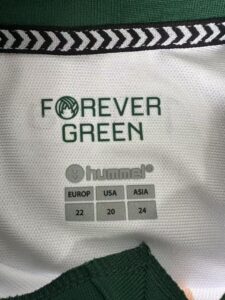 FOREVER
GREEN
hummel®
EUROP USA ASIA
22 20 24